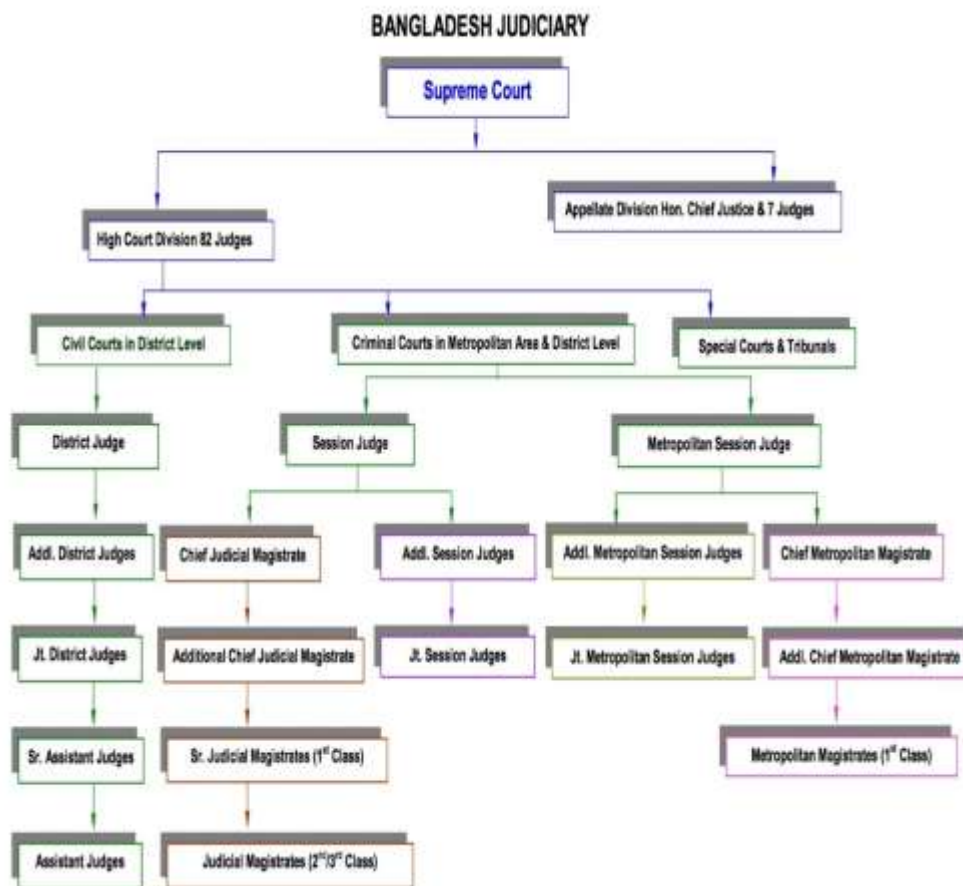 BANGLADESH JUDICIARY
Supreme Court
Appellate Division Hon. Chief Justice & 7 Judges
High Court Division 82 Judges
Civil Courts in District Level
Criminal Courts in Metropolitan Area & District Level
Special Courts & Tribunals
District Judge
Session Judge
Metropolitan Session Judge
Addl. District Judges
Chief Judicial Magistrate
Addl. Session Judges
Addl. Metropolitan Session Judges
Chief Metropolitan Magistrate
Jt. District Judges
Additional Chief Judicial Magistrate
Jt. Session Judges
Jt. Metropolitan Session Judges
Addl. Chief Metropolitan Magistrate
Sr. Assistant Judges
Sr. Judicial Magistrates (1st Class)
Metropolitan Magistrates (1st Class)
Assistant Judges
Judicial Magistrates (2nd/3rd Class)